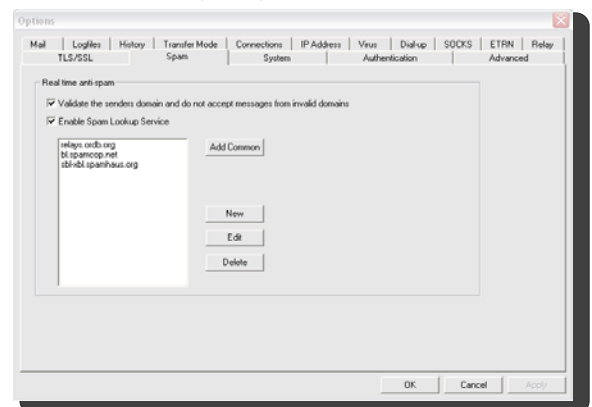 Options
Mail Logfiles History Transfer Mode Connections IP Address Virus Dial-up SOCKS ETRN Relay
TLS/SSL Spam System Authentication Advanced
Real time anti-spam
Validate the senders domain and do not accept messages from invalid domains
Enable Spam Lookup Service
relays.ordb.org
bl.spamcop.net
sbl-xbl.spamhaus.org
Add Common
New
Edit
Delete
OK Cancel Apply